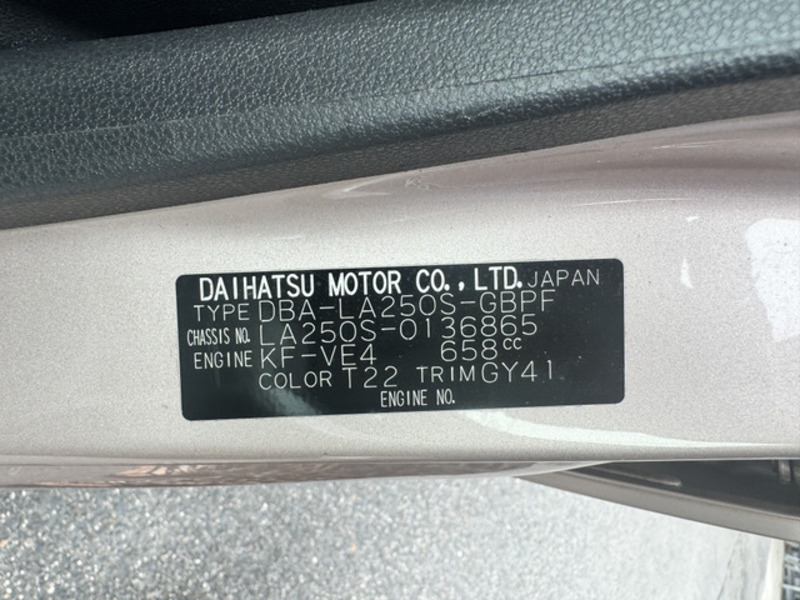 DAIHATSU MOTOR CO., LTD. JAPAN
TYPE DBA-LA250S-GBPF
CHASSIS NO. LA250S-0136865
ENGINE KF-VE4 658cc
COLOR T22 TRIM GY41
ENGINE NO.